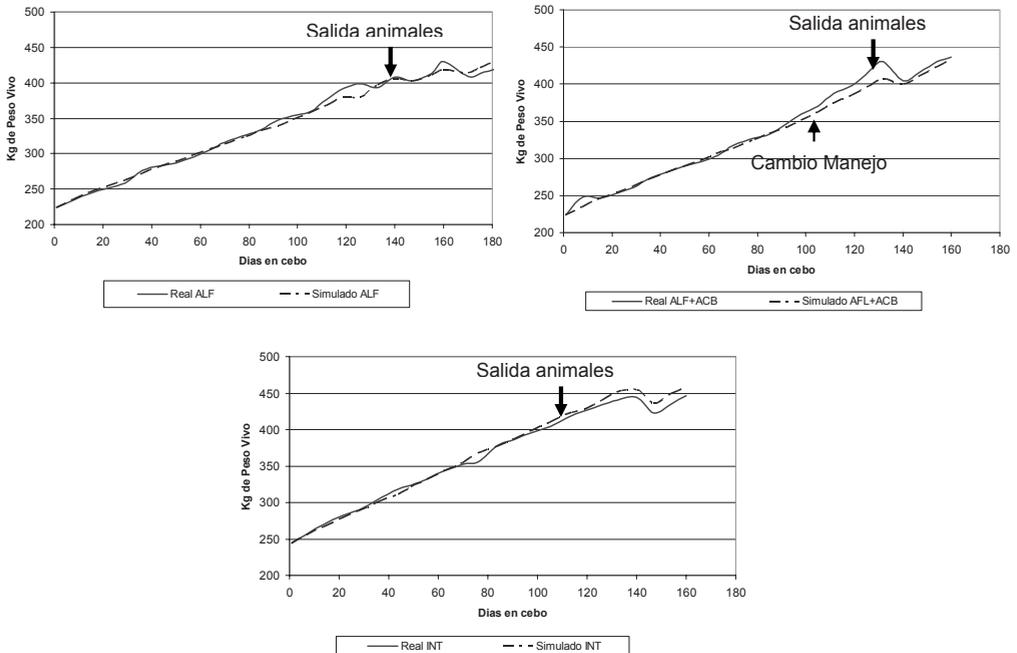 500
450
400
350
300
250
200
Kg de Peso Vivo
Salida animales
0 20 40 60 80 100 120 140 160 180
Dias en cebo
Real ALF Simulado ALF
500
450
400
350
300
250
200
Kg de Peso Vivo
Salida animales
Cambio Manejo
0 20 40 60 80 100 120 140 160 180
Dias en cebo
Real ALF+ACB Simulado AFL+ACB
500
450
400
350
300
250
200
Kg de Peso Vivo
Salida animales
0 20 40 60 80 100 120 140 160 180
Dias en cebo
Real INT Simulado INT